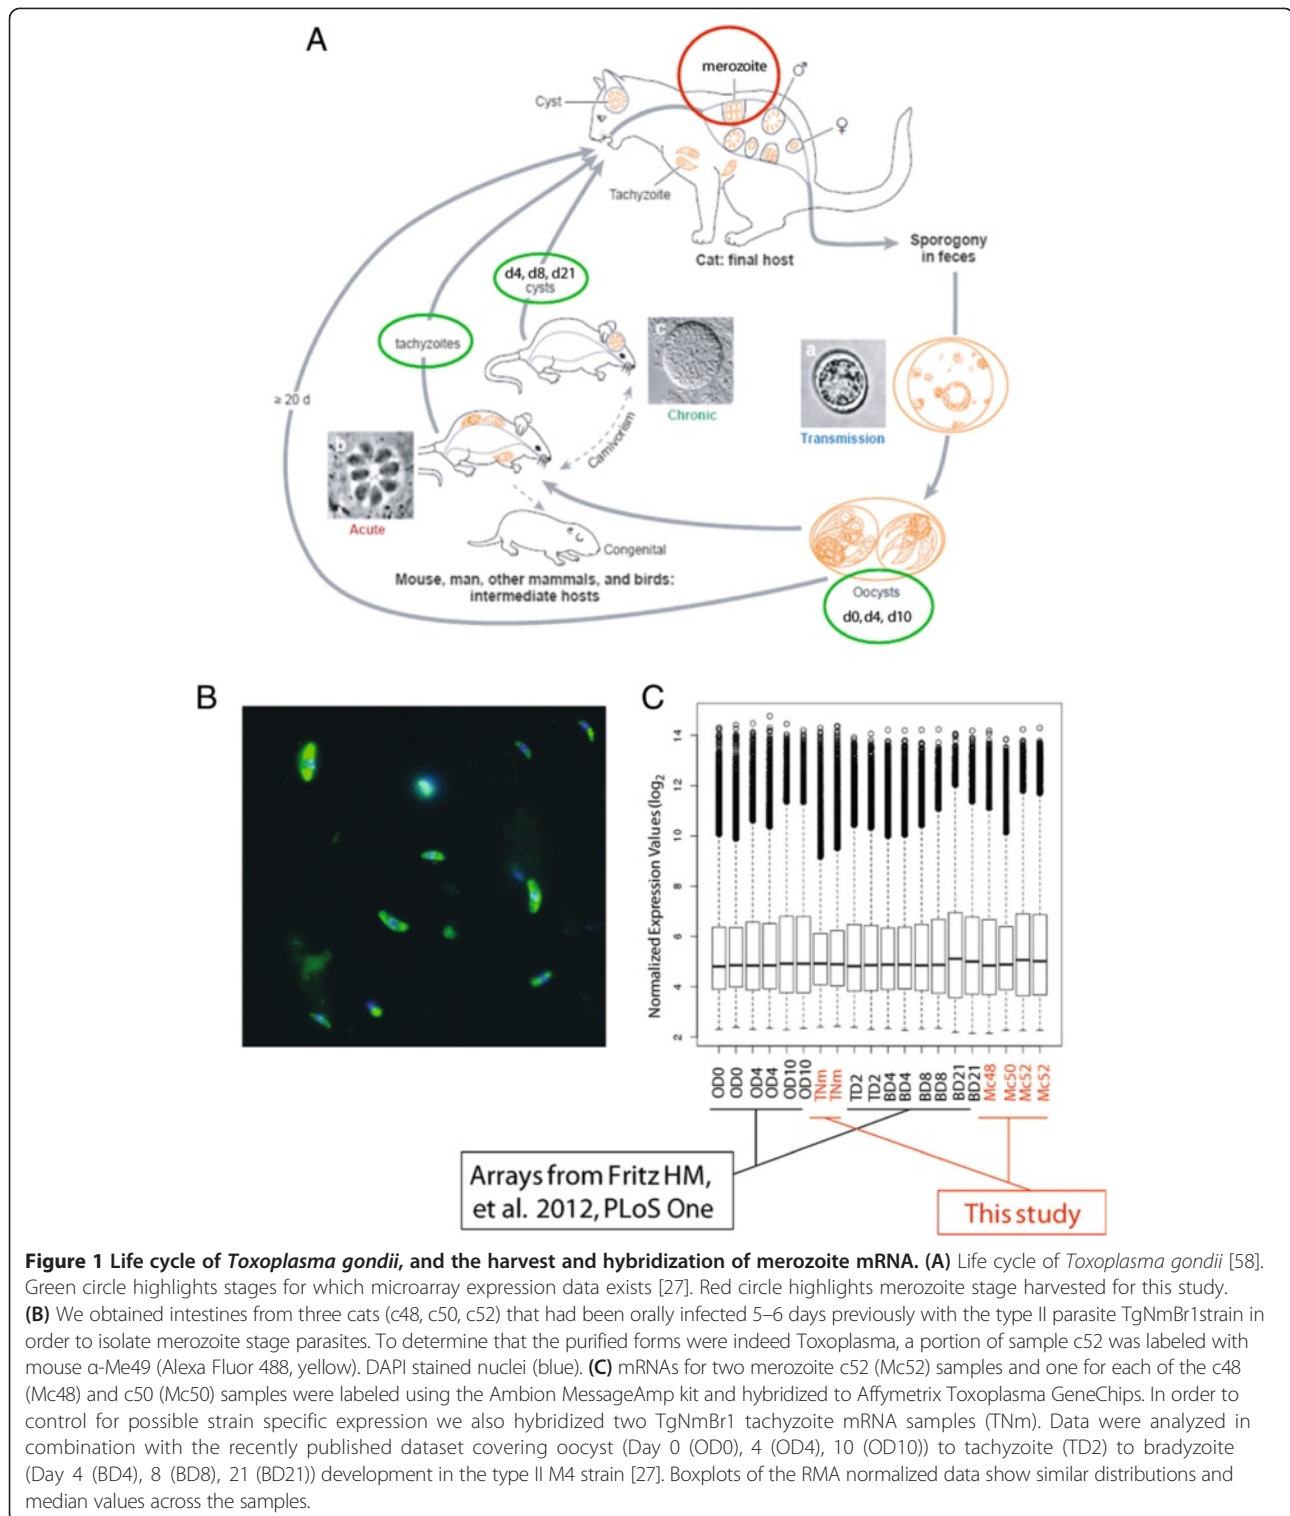 A
merozoite
♂
Cyst
♀
Tachyzoite
Cat: final host
Sporogony
in feces
d4, d8, d21
cysts
tachyzoites
c
a
≥ 20 d
Chronic
Transmission
Carnivorism
b
Acute
Congenital
Mouse, man, other mammals, and birds:
intermediate hosts
Oocysts
d0, d4, d10
B
C
Normalized Expression Values (log2
14
12
10
8
6
4
2
OD0
OD0
OD4
OD4
OD10
OD10
TNm
TNm
TD2
TD2
BD4
BD4
BD8
BD8
BD21
BD21
Mc48
Mc50
Mc52
Mc52
Arrays from Fritz HM,
et al. 2012, PLoS One
This study
Figure 1 Life cycle of Toxoplasma gondii, and the harvest and hybridization of merozoite mRNA. (A) Life cycle of Toxoplasma gondii [58].
Green circle highlights stages for which microarray expression data exists [27]. Red circle highlights merozoite stage harvested for this study.
(B) We obtained intestines from three cats (c48, c50, c52) that had been orally infected 5–6 days previously with the type II parasite TgNmBr1strain in
order to isolate merozoite stage parasites. To determine that the purified forms were indeed Toxoplasma, a portion of sample c52 was labeled with
mouse α-Me49 (Alexa Fluor 488, yellow). DAPI stained nuclei (blue). (C) mRNAs for two merozoite c52 (Mc52) samples and one for each of the c48
(Mc48) and c50 (Mc50) samples were labeled using the Ambion MessageAmp kit and hybridized to Affymetrix Toxoplasma GeneChips. In order to
control for possible strain specific expression we also hybridized two TgNmBr1 tachyzoite mRNA samples (TNm). Data were analyzed in
combination with the recently published dataset covering oocyst (Day 0 (OD0), 4 (OD4), 10 (OD10)) to tachyzoite (TD2) to bradyzoite
(Day 4 (BD4), 8 (BD8), 21 (BD21)) development in the type II M4 strain [27]. Boxplots of the RMA normalized data show similar distributions and
median values across the samples.